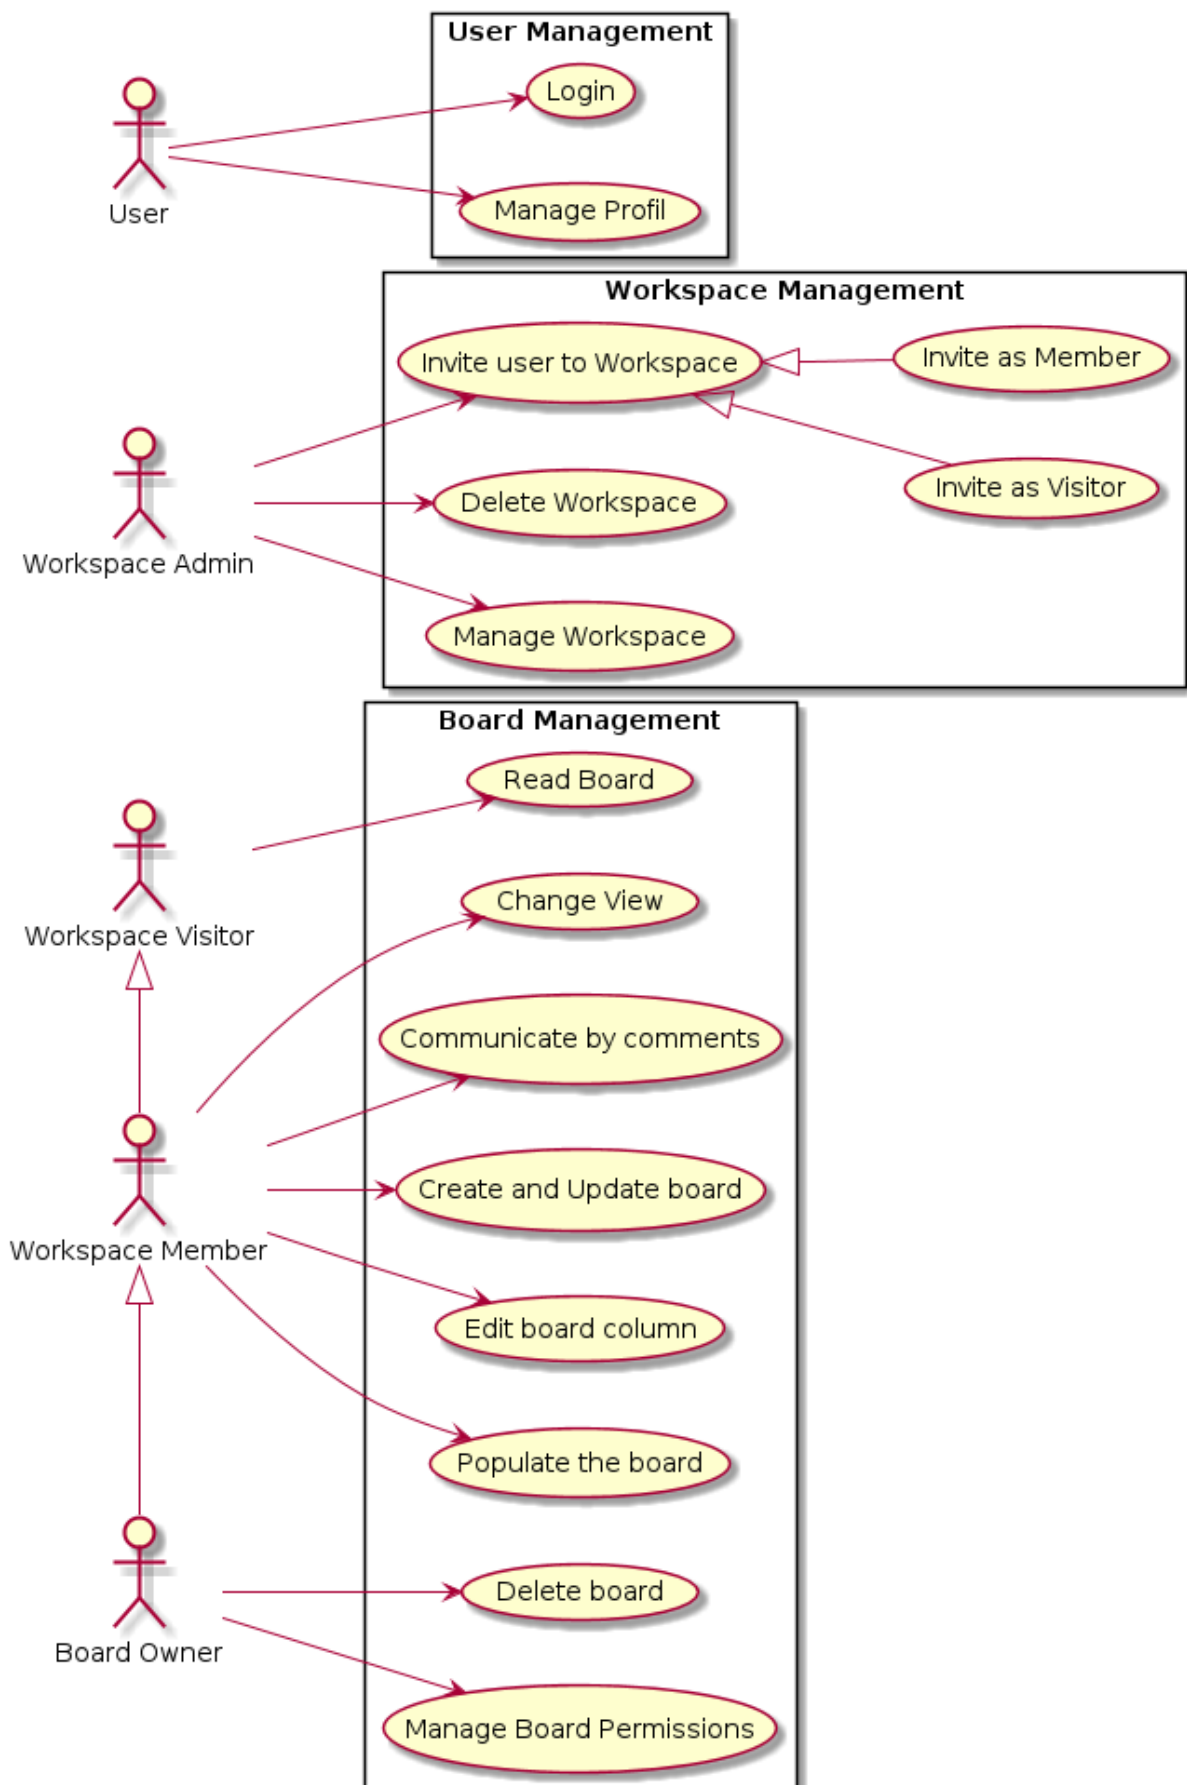 User Management
Login
User
Manage Profil
Workspace Management
Invite user to Workspace
Invite as Member
Invite as Visitor
Delete Workspace
Workspace Admin
Manage Workspace
Board Management
Read Board
Workspace Visitor
Change View
Communicate by comments
Create and Update board
Workspace Member
Edit board column
Populate the board
Delete board
Board Owner
Manage Board Permissions